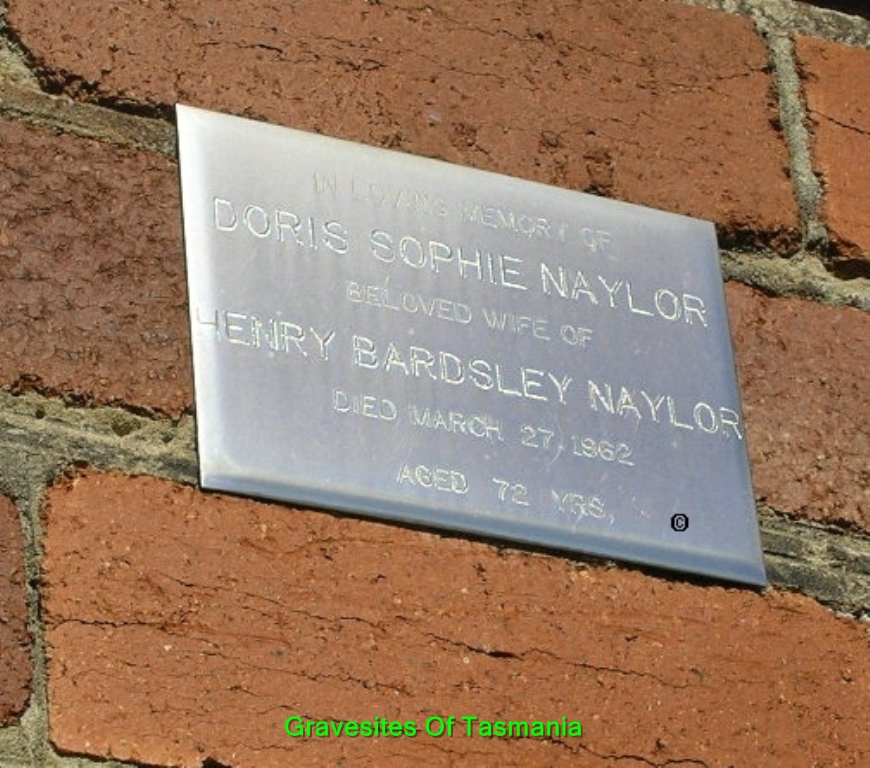 IN LOVING MEMORY OF
DORIS SOPHIE NAYLOR
BELOVED WIFE OF
HENRY BARDSLEY NAYLOR
DIED MARCH 27, 1962
AGED 72 YRS.
©
Gravesites Of Tasmania